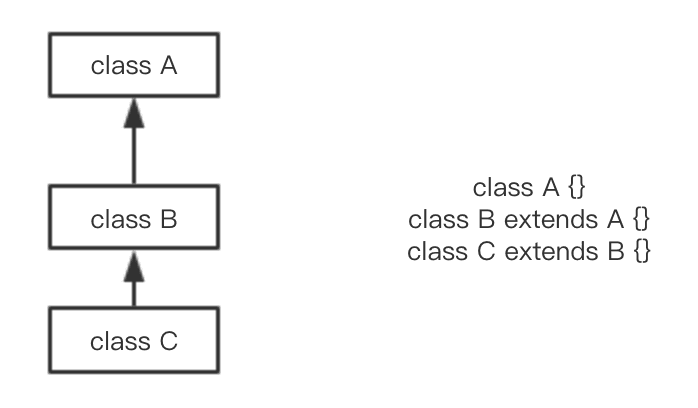 class A
class B
class C
class A {}
class B extends A {}
class C extends B {}